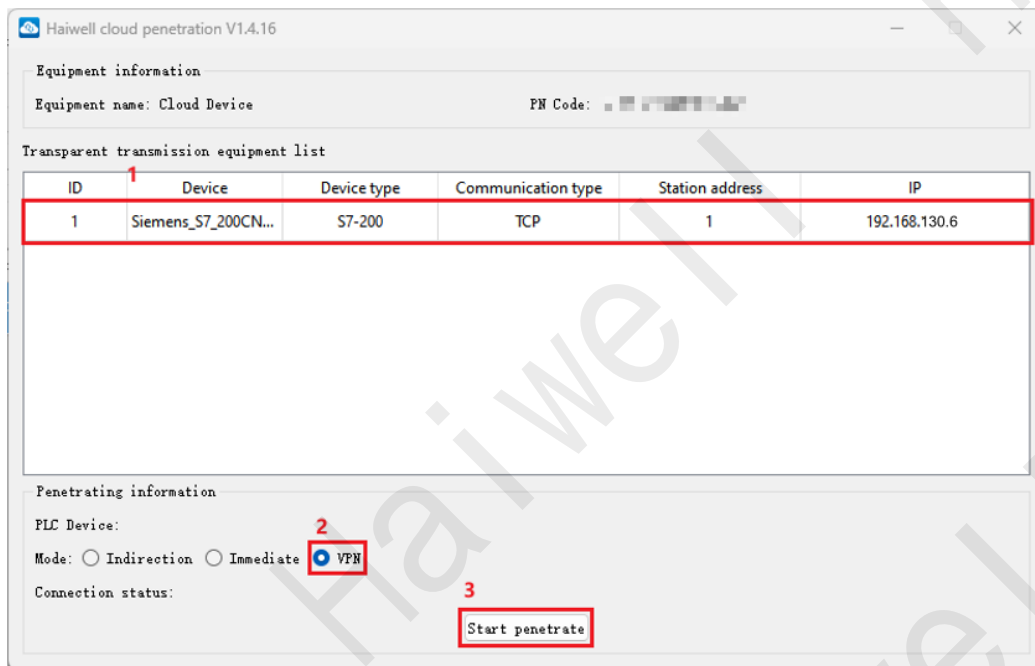 Haiwell cloud penetration V1.4.16
Equipment information
Equipment name: Cloud Device
PN Code:
Transparent transmission equipment list
1
ID Device Device type Communication type Station address IP
1 Siemens_S7_200CN... S7-200 TCP 1 192.168.130.6
Penetrating information
PLC Device:
2
Mode: Indirection Immediate VPN
Connection status:
3
Start penetrate
Haiwell